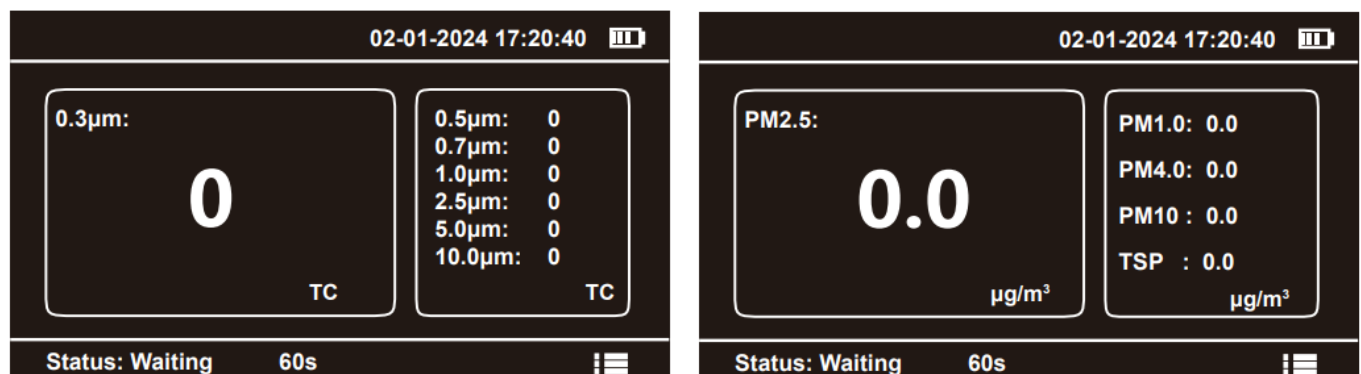 02-01-2024 17:20:40
0.3µm:
0
TC
0.5µm: 0
0.7µm: 0
1.0µm: 0
2.5µm: 0
5.0µm: 0
10.0µm: 0
TC
Status: Waiting 60s
02-01-2024 17:20:40
PM2.5:
0.0
µg/m³
PM1.0: 0.0
PM4.0: 0.0
PM10 : 0.0
TSP : 0.0
µg/m³
Status: Waiting 60s